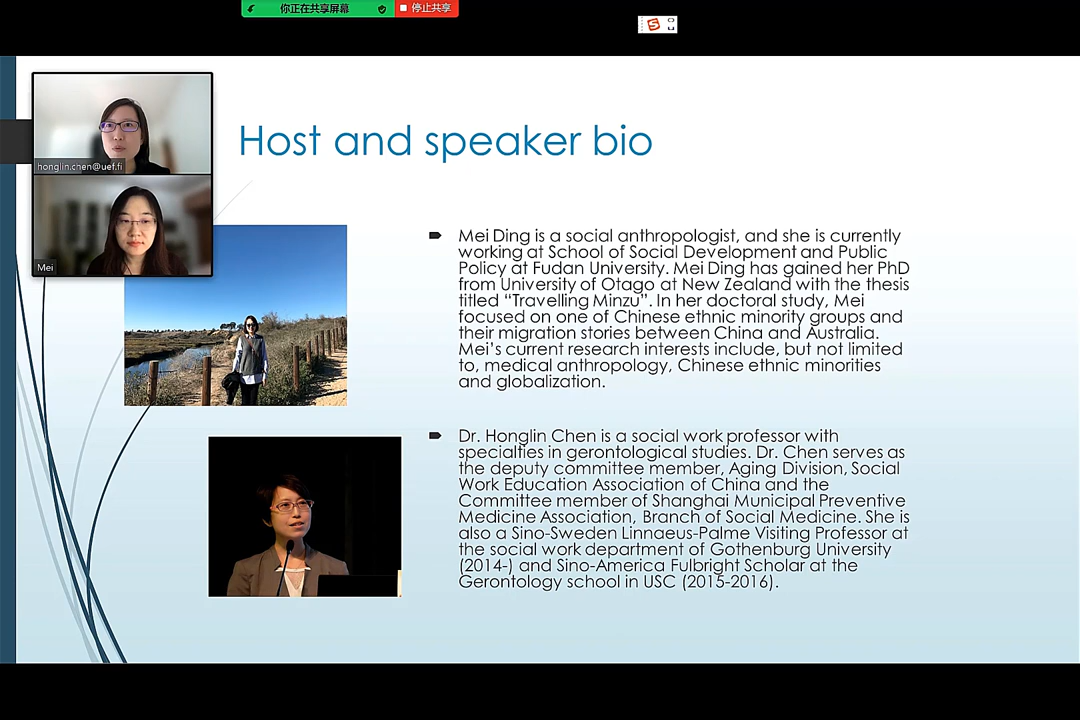 你正在共享屏幕
停止共享
honglin.chen@uef.fi
Mei
Host and speaker bio
Mei Ding is a social anthropologist, and she is currently
working at School of Social Development and Public
Policy at Fudan University. Mei Ding has gained her PhD
from University of Otago at New Zealand with the thesis
titled “Travelling Minzu”. In her doctoral study, Mei
focused on one of Chinese ethnic minority groups and
their migration stories between China and Australia.
Mei’s current research interests include, but not limited
to, medical anthropology, Chinese ethnic minorities
and globalization.
Dr. Honglin Chen is a social work professor with
specialties in gerontological studies. Dr. Chen serves as
the deputy committee member, Aging Division, Social
Work Education Association of China and the
Committee member of Shanghai Municipal Preventive
Medicine Association, Branch of Social Medicine. She is
also a Sino-Sweden Linnaeus-Palme Visiting Professor at
the social work department of Gothenburg University
(2014-) and Sino-America Fulbright Scholar at the
Gerontology school in USC (2015-2016).